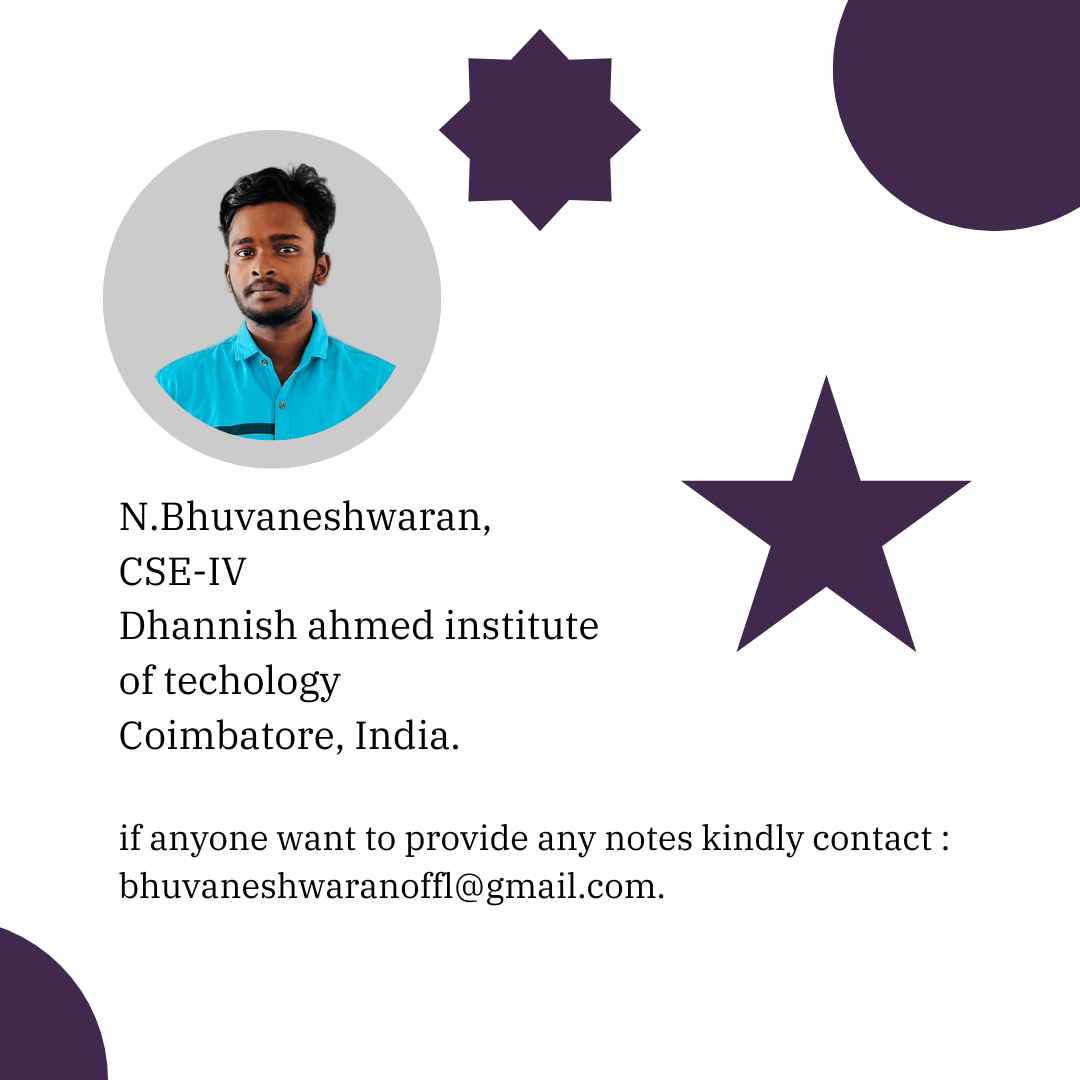 N.Bhuvaneshwaran,
CSE-IV
Dhannish ahmed institute
of techology
Coimbatore, India.
if anyone want to provide any notes kindly contact :
bhuvaneshwaranoffl@gmail.com.